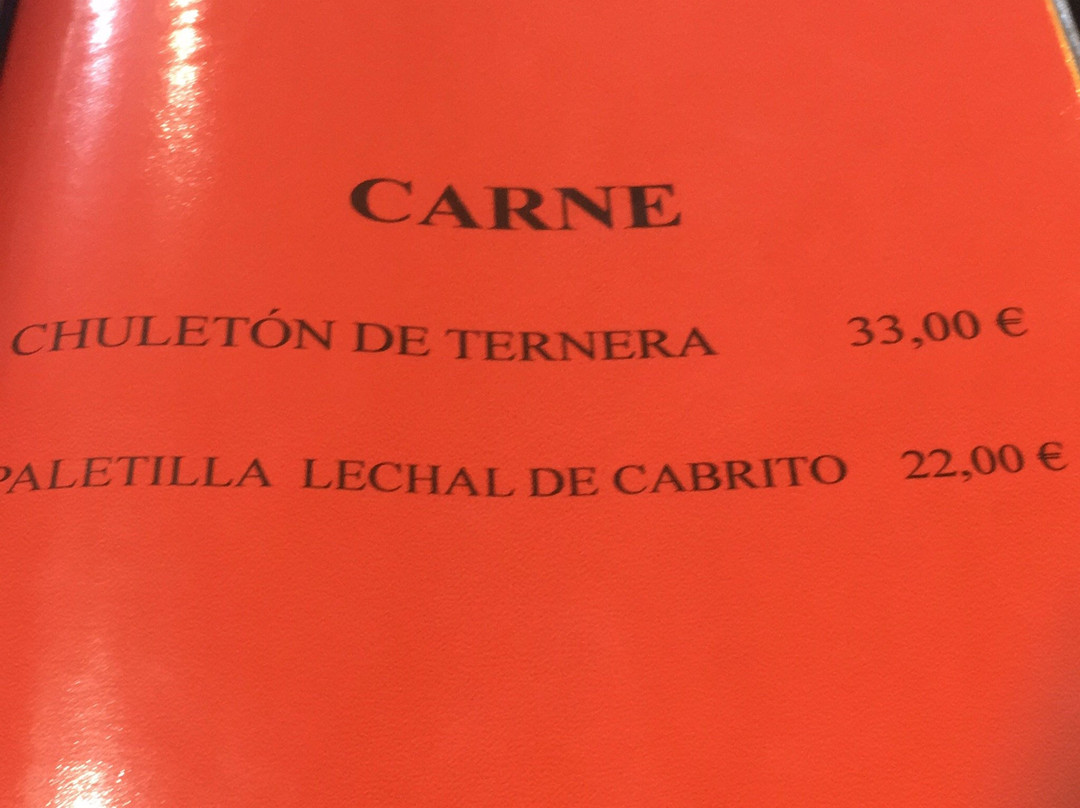 CARNE
CHULETÓN DE TERNERA 33,00 €
PALETILLA LECHAL DE CABRITO 22,00 €